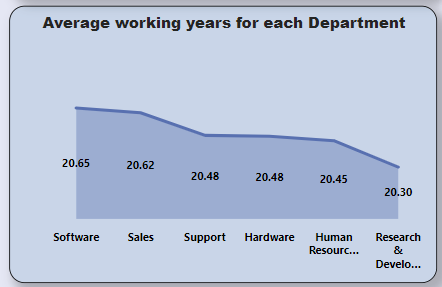 Average working years for each Department
20.65
20.62
20.48
20.48
20.45
20.30
Software
Sales
Support
Hardware
Human
Resourc...
Research
&
Develo...